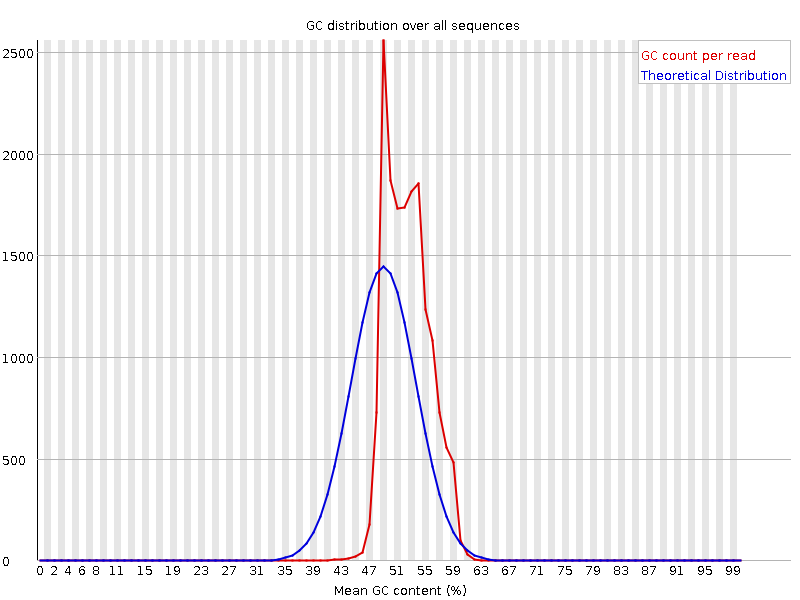 GC distribution over all sequences
GC count per read
Theoretical Distribution
2500
2000
1500
1000
500
0
0 2 4 6 8 11 15 19 23 27 31 35 39 43 47 51 55 59 63 67 71 75 79 83 87 91 95 99
Mean GC content (%)